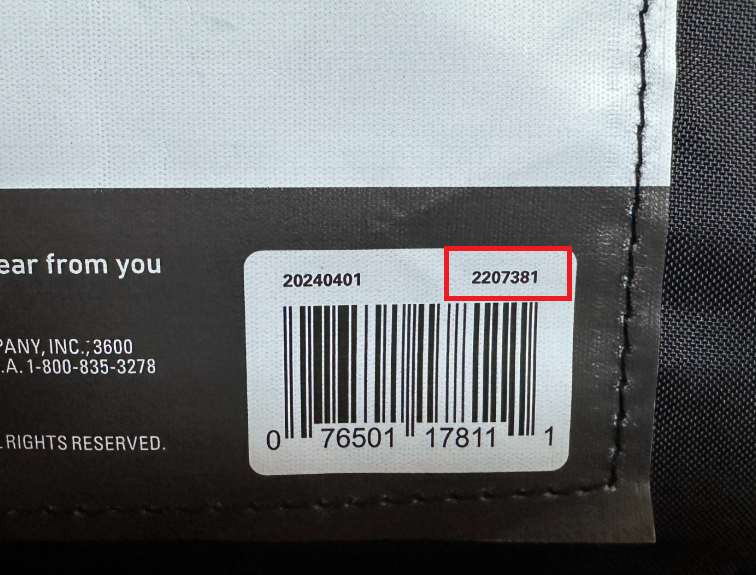 ear from you
PANY, INC., 3600
.A. 1-800-835-3278
RIGHTS RESERVED.
20240401 2207381
0 76501 17811 1